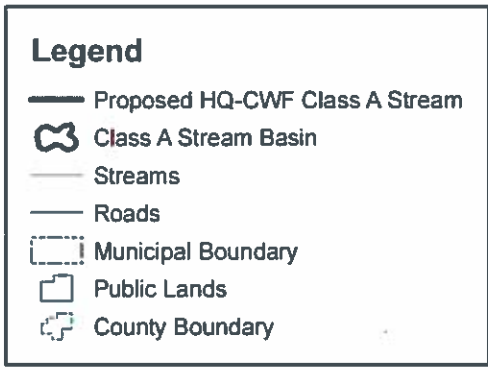 Legend
Proposed HQ-CWF Class A Stream
Class A Stream Basin
Streams
Roads
Municipal Boundary
Public Lands
County Boundary